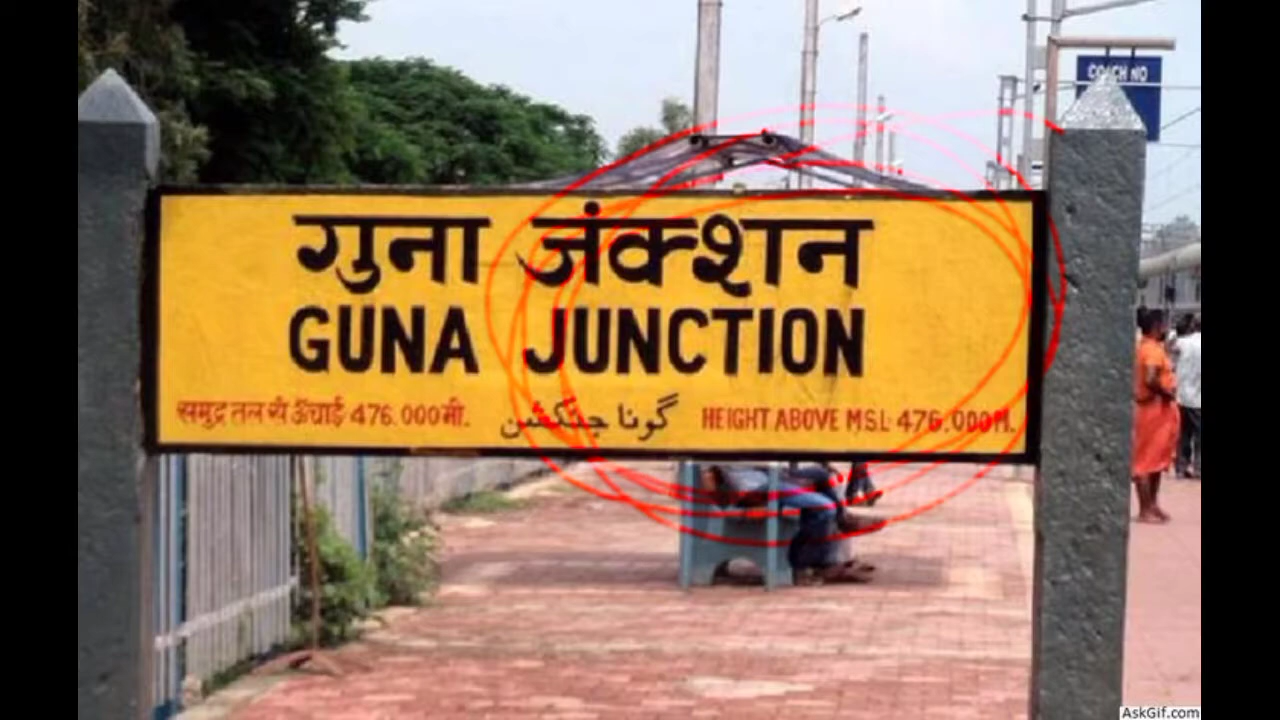 COACH NO
गुना जंक्शन
GUNA JUNCTION
समुद्र तल से ऊँचाई 476.000मी. گونا جنکشن HEIGHT ABOVE MSL 476.000M.
AskGif.com